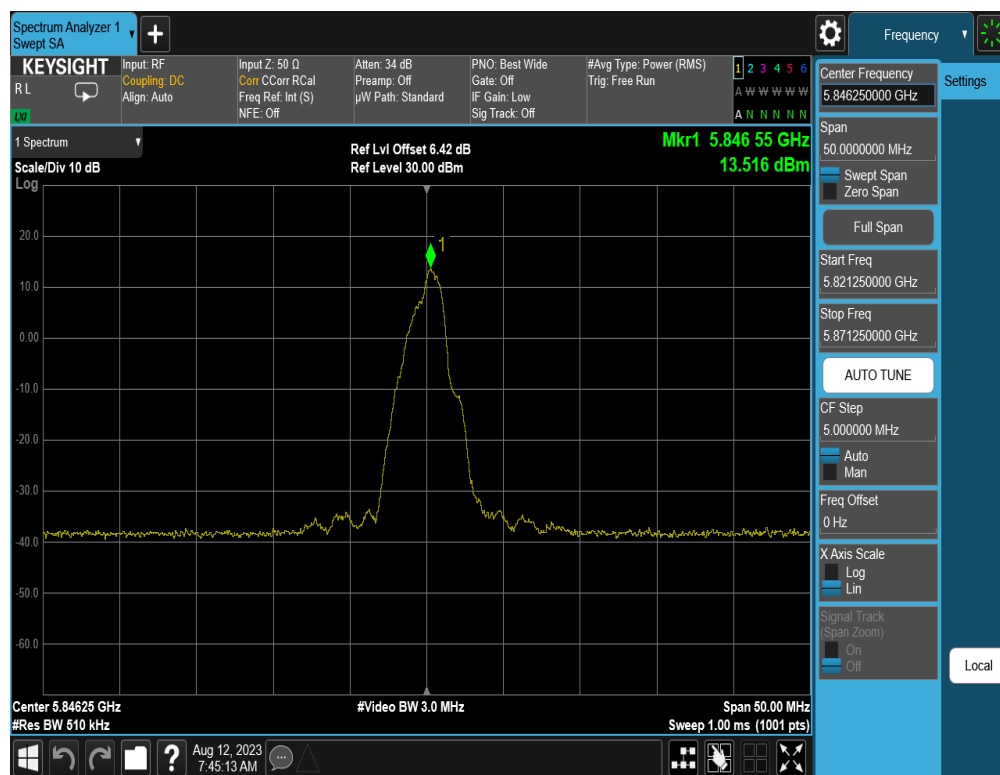 Spectrum Analyzer 1
Swept SA
+
Frequency
KEYSIGHT
R L
LXI
Input: RF
Coupling: DC
Align: Auto
Input Z: 50 Ω
Corr CCorr RCal
Freq Ref: Int (S)
NFE: Off
Atten: 34 dB
Preamp: Off
µW Path: Standard
PNO: Best Wide
Gate: Off
IF Gain: Low
Sig Track: Off
#Avg Type: Power (RMS)
Trig: Free Run
1 2 3 4 5 6
A W W W W W
A N N N N N
1 Spectrum
Scale/Div 10 dB
Log
Ref Lvl Offset 6.42 dB
Ref Level 30.00 dBm
Mkr1 5.846 55 GHz
13.516 dBm
1
20.0
10.0
0.00
-10.0
-20.0
-30.0
-40.0
-50.0
-60.0
Center 5.84625 GHz
#Res BW 510 kHz
#Video BW 3.0 MHz
Span 50.00 MHz
Sweep 1.00 ms (1001 pts)
Center Frequency
5.846250000 GHz
Settings
Span
50.0000000 MHz
Swept Span
Zero Span
Full Span
Start Freq
5.821250000 GHz
Stop Freq
5.871250000 GHz
AUTO TUNE
CF Step
5.000000 MHz
Auto
Man
Freq Offset
0 Hz
X Axis Scale
Log
Lin
Signal Track
(Span Zoom)
On
Off
Local
?
Aug 12, 2023
7:45:13 AM